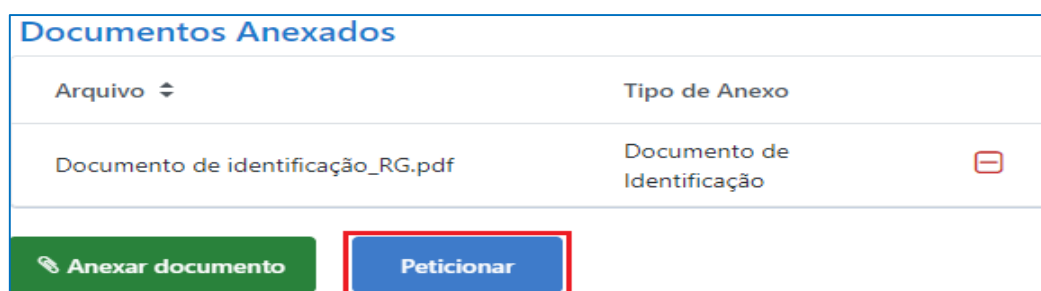 Documentos Anexados
Arquivo Tipo de Anexo
Documento de identificação_RG.pdf Documento de
Identificação
Anexar documento Peticionar